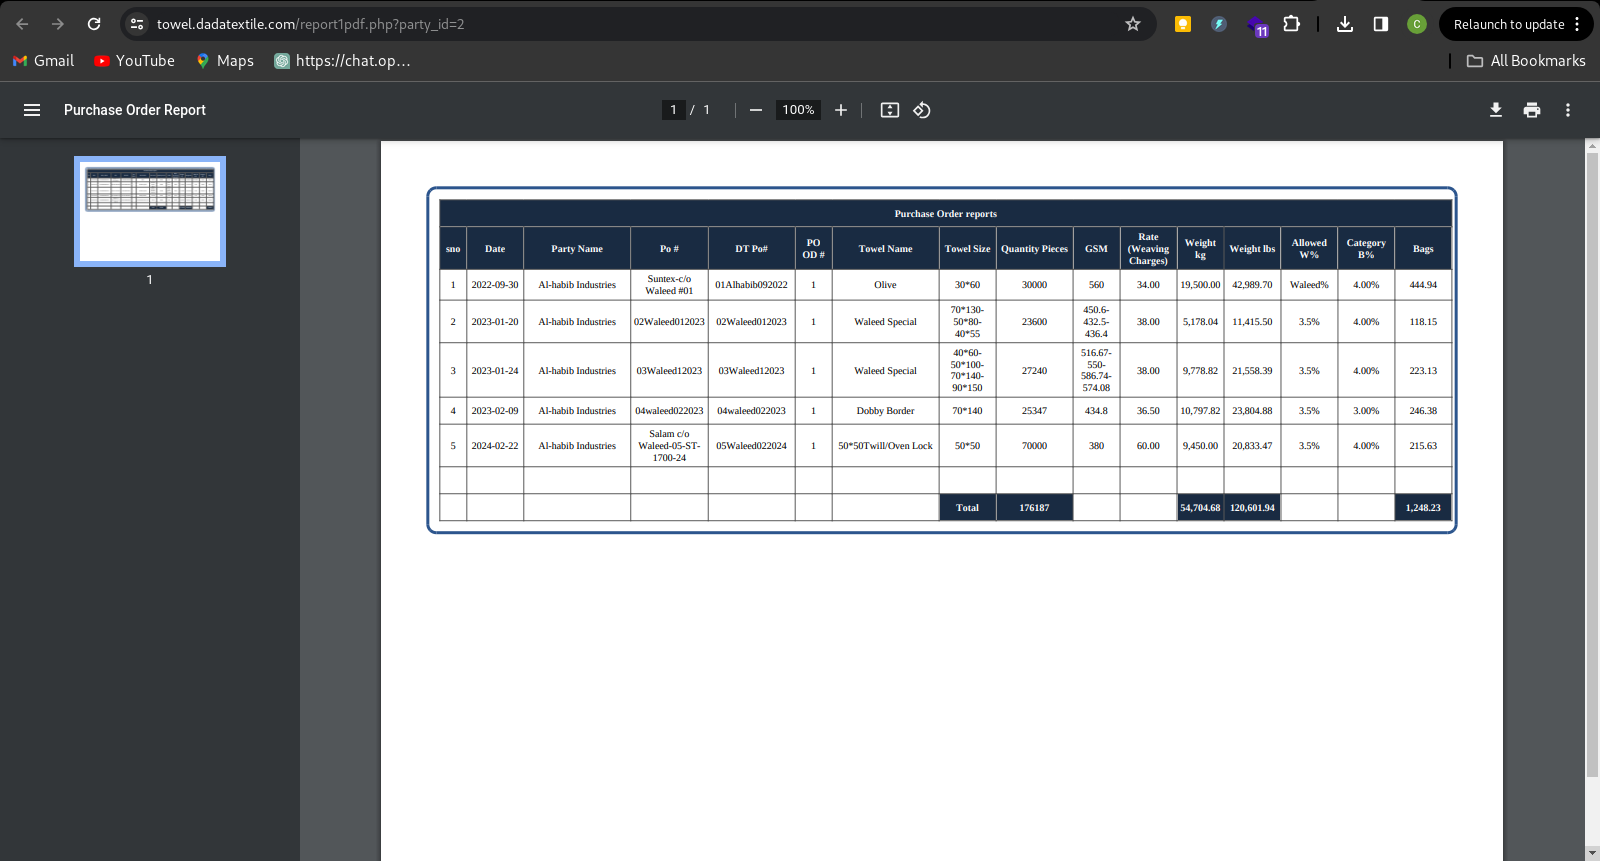 towel.dadatextile.com/report1pdf.php?party_id=2
11
C
Relaunch to update
Gmail
YouTube
Maps
https://chat.op...
All Bookmarks
Purchase Order Report
1 / 1
100%
1
Purchase Order reports
sno Date Party Name Po # DT Po# PO OD # Towel Name Towel Size Quantity Pieces GSM Rate (Weaving Charges) Weight kg Weight lbs Allowed W% Category B% Bags
1 2022-09-30 Al-habib Industries Suntex-c/o Waleed #01 01Alhabib092022 1 Olive 30*60 30000 560 34.00 19,500.00 42,989.70 Waleed% 4.00% 444.94
2 2023-01-20 Al-habib Industries 02Waleed012023 02Waleed012023 1 Waleed Special 70*130-50*80-40*55 23600 450.6-432.5-436.4 38.00 5,178.04 11,415.50 3.5% 4.00% 118.15
3 2023-01-24 Al-habib Industries 03Waleed12023 03Waleed12023 1 Waleed Special 40*60-50*100-70*140-90*150 27240 516.67-550-586.74-574.08 38.00 9,778.82 21,558.39 3.5% 4.00% 223.13
4 2023-02-09 Al-habib Industries 04waleed022023 04waleed022023 1 Dobby Border 70*140 25347 434.8 36.50 10,797.82 23,804.88 3.5% 3.00% 246.38
5 2024-02-22 Al-habib Industries Salam c/o Waleed-05-ST-1700-24 05Waleed022024 1 50*50Twill/Oven Lock 50*50 70000 380 60.00 9,450.00 20,833.47 3.5% 4.00% 215.63
Total 176187 54,704.68 120,601.94 1,248.23